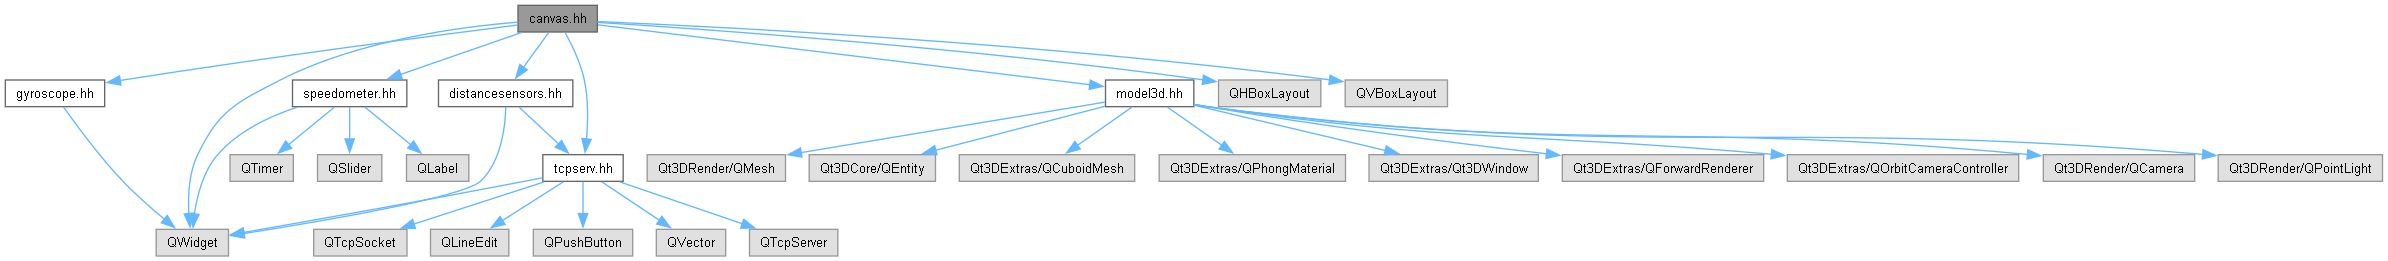 canvas.hh
gyroscope.hh
speedometer.hh
distancesensors.hh
model3d.hh
QHBoxLayout
QVBoxLayout
QTimer
QSlider
QLabel
tcpserv.hh
Qt3DRender/QMesh
Qt3DCore/QEntity
Qt3DExtras/QCuboidMesh
Qt3DExtras/QPhongMaterial
Qt3DExtras/Qt3DWindow
Qt3DExtras/QForwardRenderer
Qt3DExtras/QOrbitCameraController
Qt3DRender/QCamera
Qt3DRender/QPointLight
QWidget
QTcpSocket
QLineEdit
QPushButton
QVector
QTcpServer